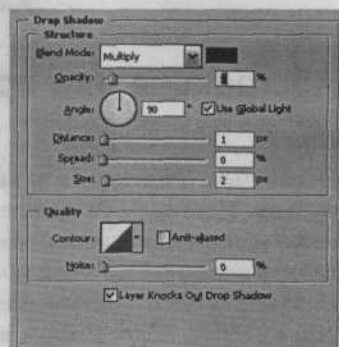 Drop Shadow
Structure
Blend Mode: Multiply
Opacity: %
Angle: 90 ° Use Global Light
Distance: 1 px
Spread: 0 %
Size: 2 px
Quality
Contour: Anti-aliased
Noise: 0 %
Layer Knocks Out Drop Shadow